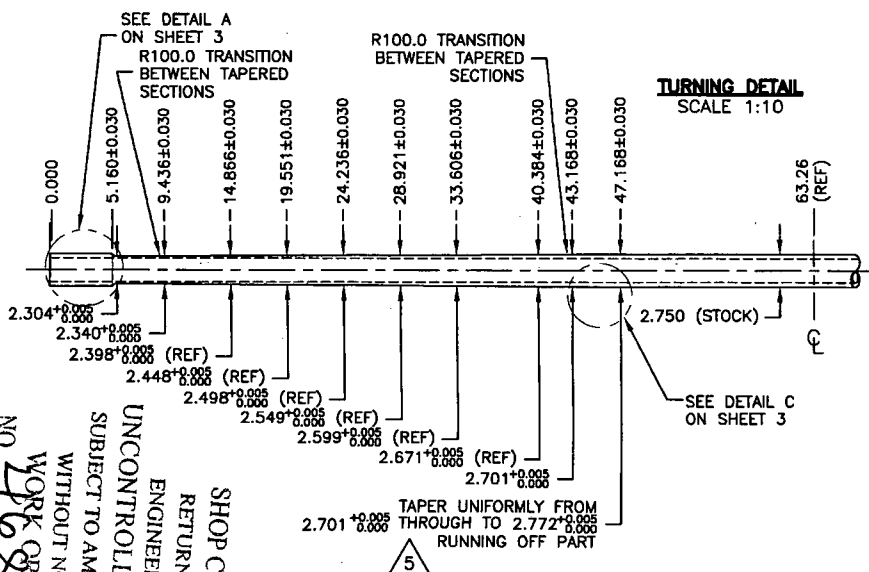 SEE DETAIL A
ON SHEET 3
R100.0 TRANSITION
BETWEEN TAPERED
SECTIONS
R100.0 TRANSITION
BETWEEN TAPERED
SECTIONS
TURNING DETAIL
SCALE 1:10
0.000
5.160±0.030
9.436±0.030
14.866±0.030
19.551±0.030
24.236±0.030
28.921±0.030
33.606±0.030
40.384±0.030
43.168±0.030
47.168±0.030
63.26
(REF)
2.304+0.005 0.000
2.340+0.005 0.000
2.398+0.005 0.000 (REF)
2.448+0.005 0.000 (REF)
2.498+0.005 0.000 (REF)
2.549+0.005 0.000 (REF)
2.599+0.005 0.000 (REF)
2.671+0.005 0.000 (REF)
2.701+0.005 0.000
2.750 (STOCK)
CL
SEE DETAIL C
ON SHEET 3
TAPER UNIFORMLY FROM
2.701 +0.005 0.000 THROUGH TO 2.772+0.005 0.000
RUNNING OFF PART
5
SHOP C
RETURN
ENGINEE
UNCONTROLLE
SUBJECT TO AM
WITHOUT N
WORK OR
NO